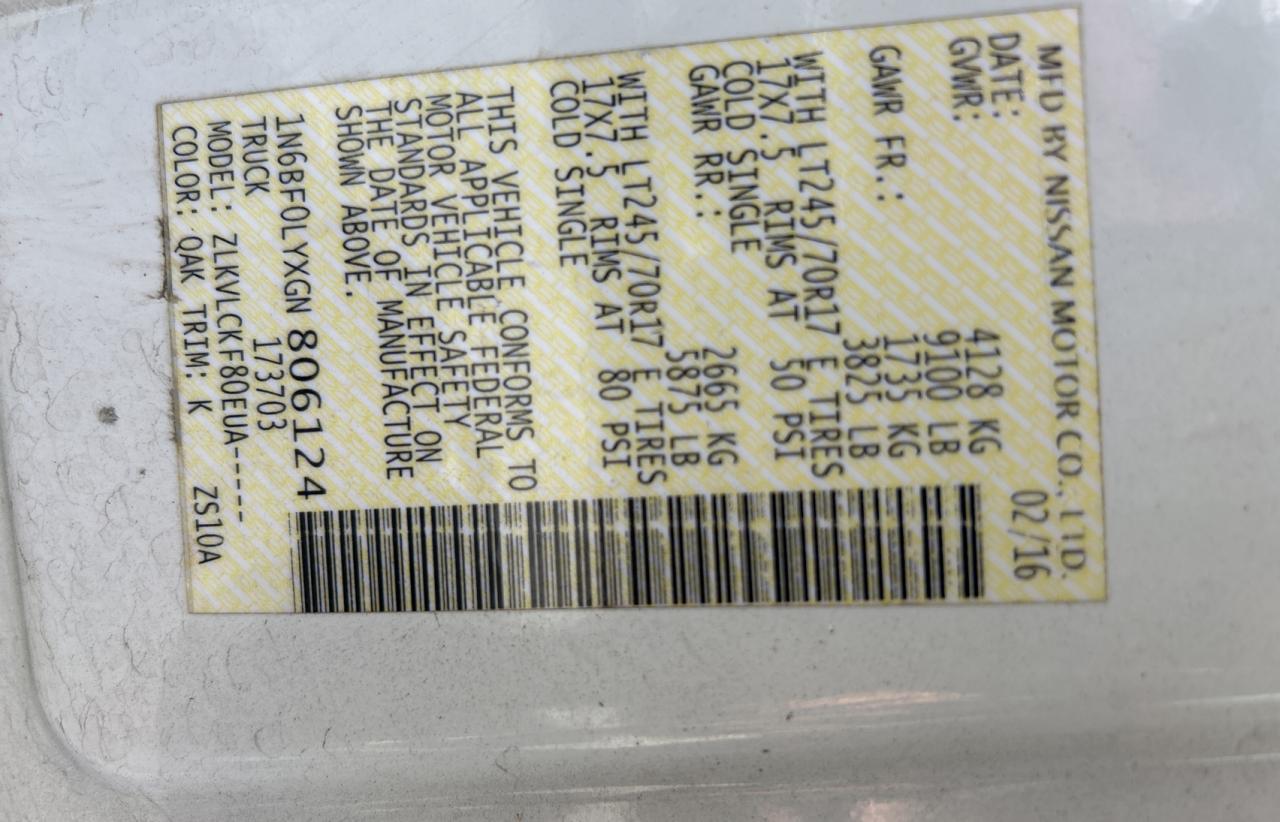 MFD BY NISSAN MOTOR CO., LTD.
DATE: 02/16
GVWR: 4128 KG
9100 LB
GAWR FR.: 1735 KG
3825 LB
WITH LT245/70R17 E TIRES
17X7.5 RIMS AT 50 PSI
COLD SINGLE
GAWR RR.: 2665 KG
5875 LB
WITH LT245/70R17 E TIRES
17X7.5 RIMS AT 80 PSI
COLD SINGLE
THIS VEHICLE CONFORMS TO
ALL APPLICABLE FEDERAL
MOTOR VEHICLE SAFETY
STANDARDS IN EFFECT ON
THE DATE OF MANUFACTURE
SHOWN ABOVE.
1N6BF0LYXGN 806124
TRUCK 173703
MODEL: ZLKVLCKF80EUA-----
COLOR: QAK TRIM: K ZS10A